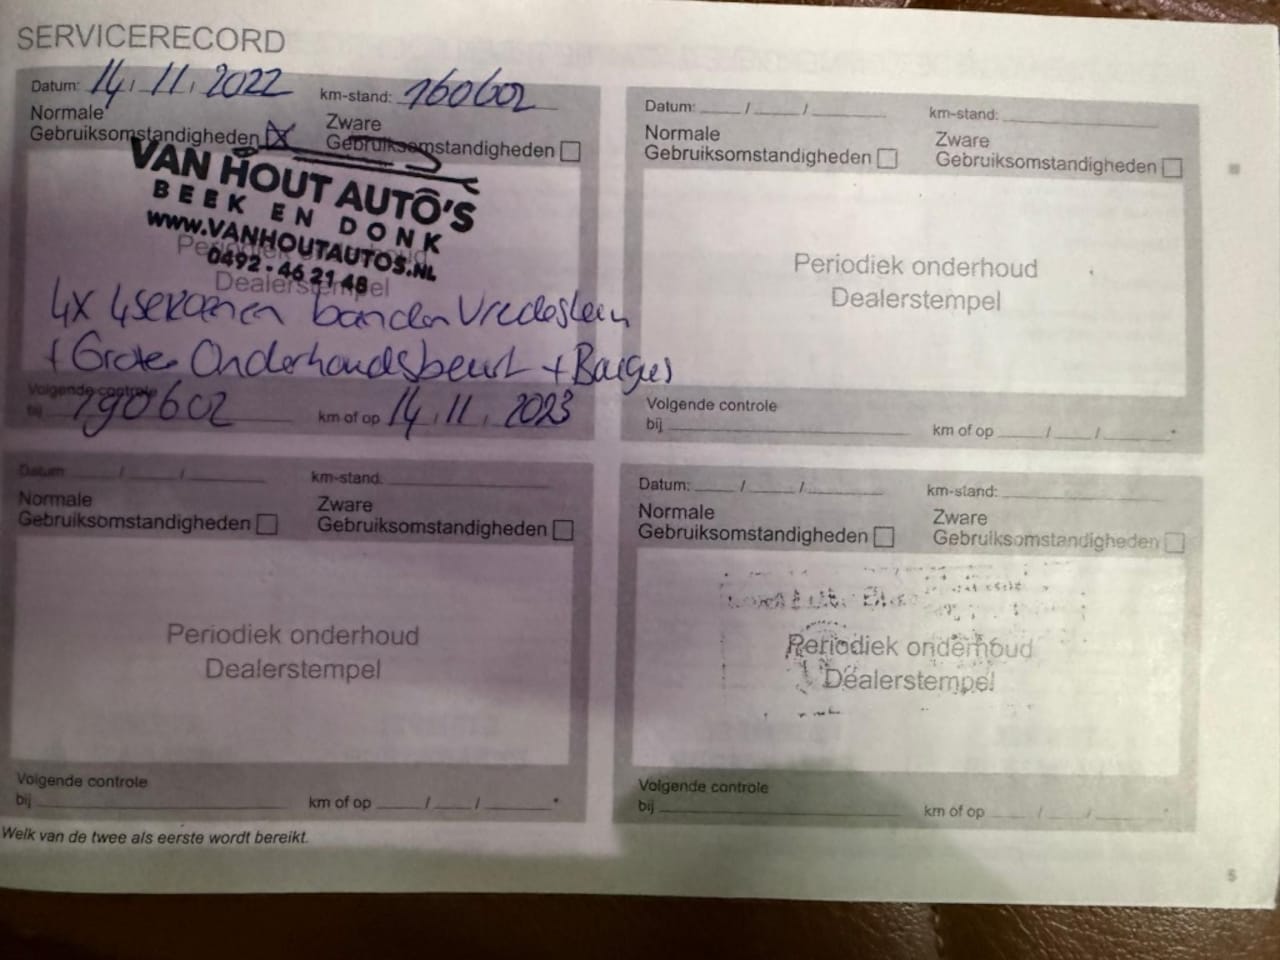 SERVICERECORD
Datum: 14.11.2022 km-stand: 160602
Normale Gebruiksomstandigheden Zware Gebruiksomstandigheden
VAN HOUT AUTO'S
BEEK EN DONK
www.VANHOUTAUTOS.NL
0492-46 21 48
Periodiek onderhoud
Dealerstempel
4x 4seizoenen banden Vredestein
+ Grote Onderhoudsbeurt +
Volgende controle
bij 190602 km of op 14.11.2023
Datum: / / km-stand:
Normale Gebruiksomstandigheden Zware Gebruiksomstandigheden
Periodiek onderhoud
Dealerstempel
Volgende controle
bij km of op / / *
Datum: / / km-stand:
Normale Gebruiksomstandigheden Zware Gebruiksomstandigheden
Periodiek onderhoud
Dealerstempel
Volgende controle
bij km of op / / *
Datum: / / km-stand:
Normale Gebruiksomstandigheden Zware Gebruiksomstandigheden
Periodiek onderhoud
Dealerstempel
Volgende controle
bij km of op / / *
Welk van de twee als eerste wordt bereikt.
5